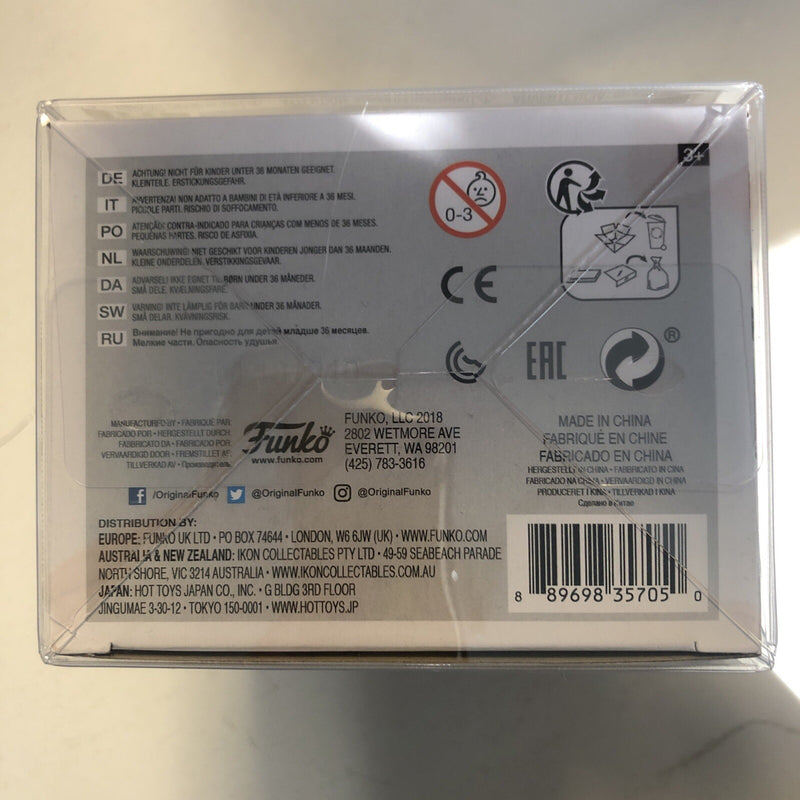 3+
DE ACHTUNG! NICHT FÜR KINDER UNTER 36 MONATEN GEEIGNET.
KLEINTEILE. ERSTICKUNGSGEFAHR.
IT AVVERTENZA! NON ADATTO A BAMBINI DI ETÀ INFERIORE A 36 MESI.
PICCOLE PARTI. RISCHIO DI SOFFOCAMENTO.
PO ATENÇÃO! CONTRA-INDICADO PARA CRIANÇAS COM MENOS DE 36 MESES.
PEQUENAS PARTES. RISCO DE ASFIXIA.
NL WAARSCHUWING! NIET GESCHIKT VOOR KINDEREN JONGER DAN 36 MAANDEN.
KLEINE ONDERDELEN. VERSTIKKINGSGEVAAR.
DA ADVARSEL! IKKE EGNET TIL BØRN UNDER 36 MÅNEDER.
SMÅ DELE. KVÆLNINGSFARE.
SW VARNING! INTE LÄMPLIG FÖR BARN UNDER 36 MÅNADER.
SMÅ DELAR. KVÄVNINGSRISK.
RU Внимание! Не пригодно для детей младше 36 месяцев.
Мелкие части. Опасность удушья.
0-3
CE
EAC
®
MANUFACTURED BY • FABRIQUÉ PAR
FABRICADO POR • HERGESTELLT DURCH
FABBRICATO DA • FABRICADO POR
VERVAARDIGD DOOR • FREMSTILLET AF
TILLVERKAD AV • Производитель
Funko
www.funko.com
FUNKO, LLC 2018
2802 WETMORE AVE
EVERETT, WA 98201
(425) 783-3616
MADE IN CHINA
FABRIQUÉ EN CHINE
FABRICADO EN CHINA
HERGESTELLT IN CHINA • FABBRICATO IN CINA
FABRICADO NA CHINA • VERVAARDIGD IN CHINA
PRODUCERET I KINA • TILLVERKAD I KINA
Сделано в Китае
f /OriginalFunko @OriginalFunko @OriginalFunko
DISTRIBUTION BY:
EUROPE: FUNKO UK LTD • PO BOX 74644 • LONDON, W6 6JW (UK) • WWW.FUNKO.COM
AUSTRALIA & NEW ZEALAND: IKON COLLECTABLES PTY LTD • 49-59 SEABEACH PARADE
NORTH SHORE, VIC 3214 AUSTRALIA • WWW.IKONCOLLECTABLES.COM.AU
JAPAN: HOT TOYS JAPAN CO., INC. • G BLDG 3RD FLOOR
JINGUMAE 3-30-12 • TOKYO 150-0001 • WWW.HOTTOYS.JP
8 89698 35705 0